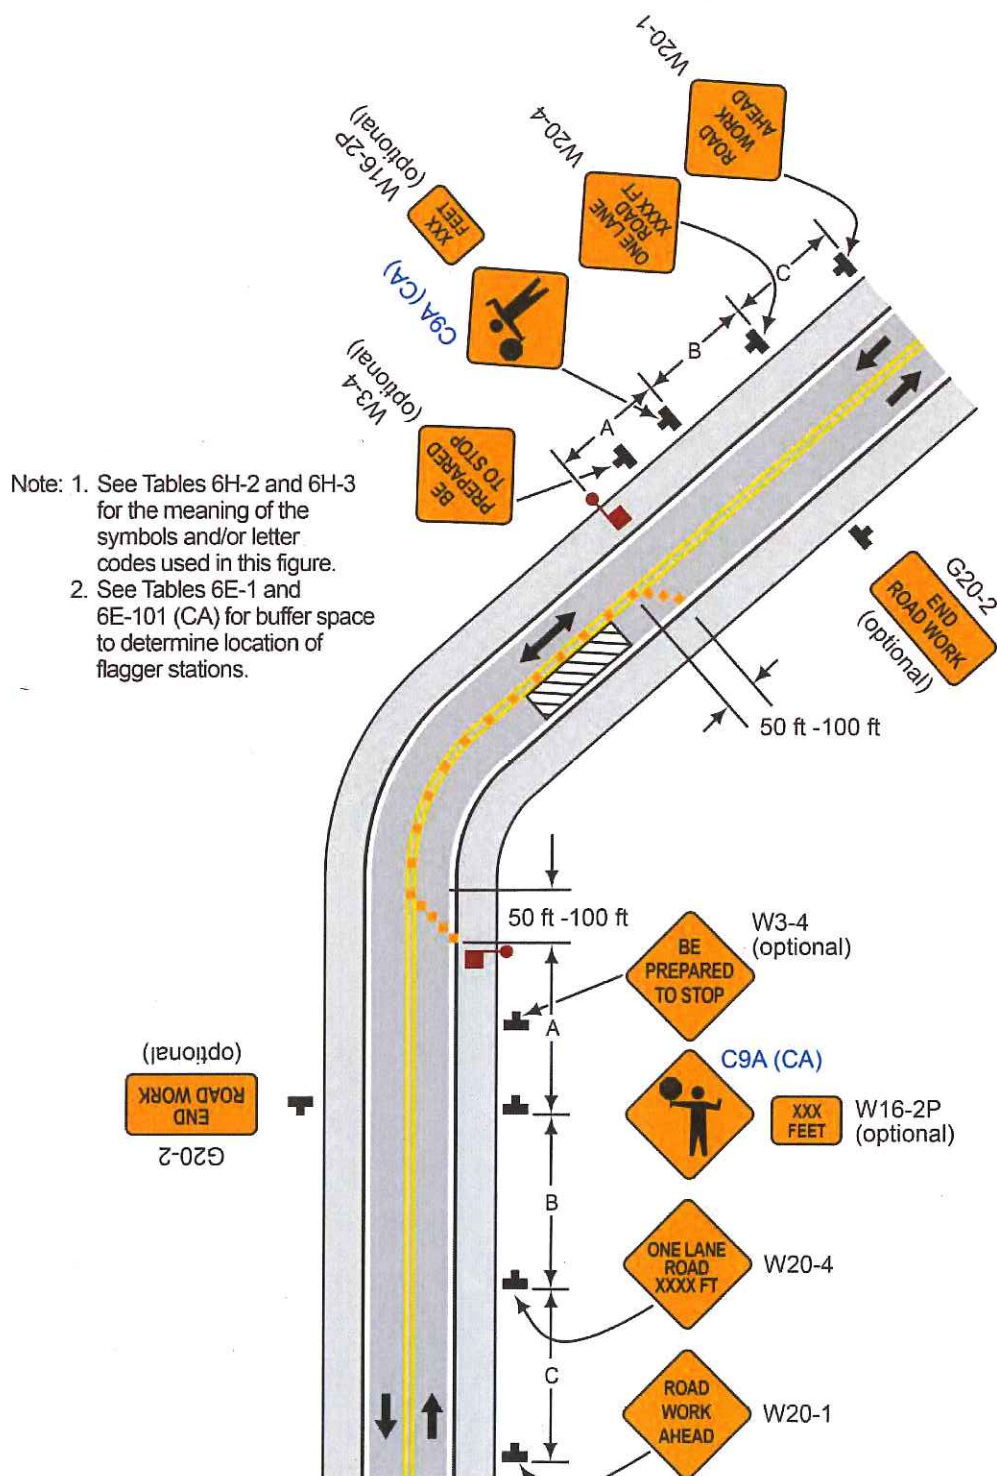 W20-1
ROAD
WORK
AHEAD
W20-4
ONE LANE
ROAD
XXXX FT
W16-2P
(optional)
XXX
FEET
C9A (CA)
W3-4
(optional)
BE
PREPARED
TO STOP
C
B
A
Note: 1. See Tables 6H-2 and 6H-3
for the meaning of the
symbols and/or letter
codes used in this figure.
2. See Tables 6E-1 and
6E-101 (CA) for buffer space
to determine location of
flagger stations.
G20-2
END
ROAD WORK
(optional)
50 ft -100 ft
50 ft -100 ft
W3-4
(optional)
BE
PREPARED
TO STOP
A
C9A (CA)
XXX
FEET
W16-2P
(optional)
G20-2
END
ROAD WORK
(optional)
B
ONE LANE
ROAD
XXXX FT
W20-4
C
ROAD
WORK
AHEAD
W20-1